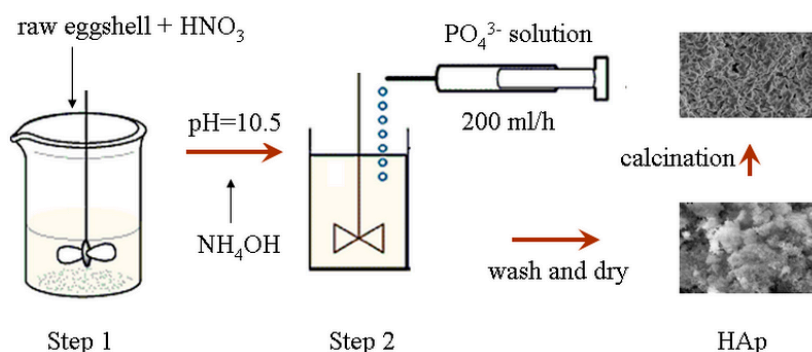 raw eggshell + HNO₃
PO₄³⁻ solution
pH=10.5
200 ml/h
calcination
NH₄OH
wash and dry
Step 1
Step 2
HAp